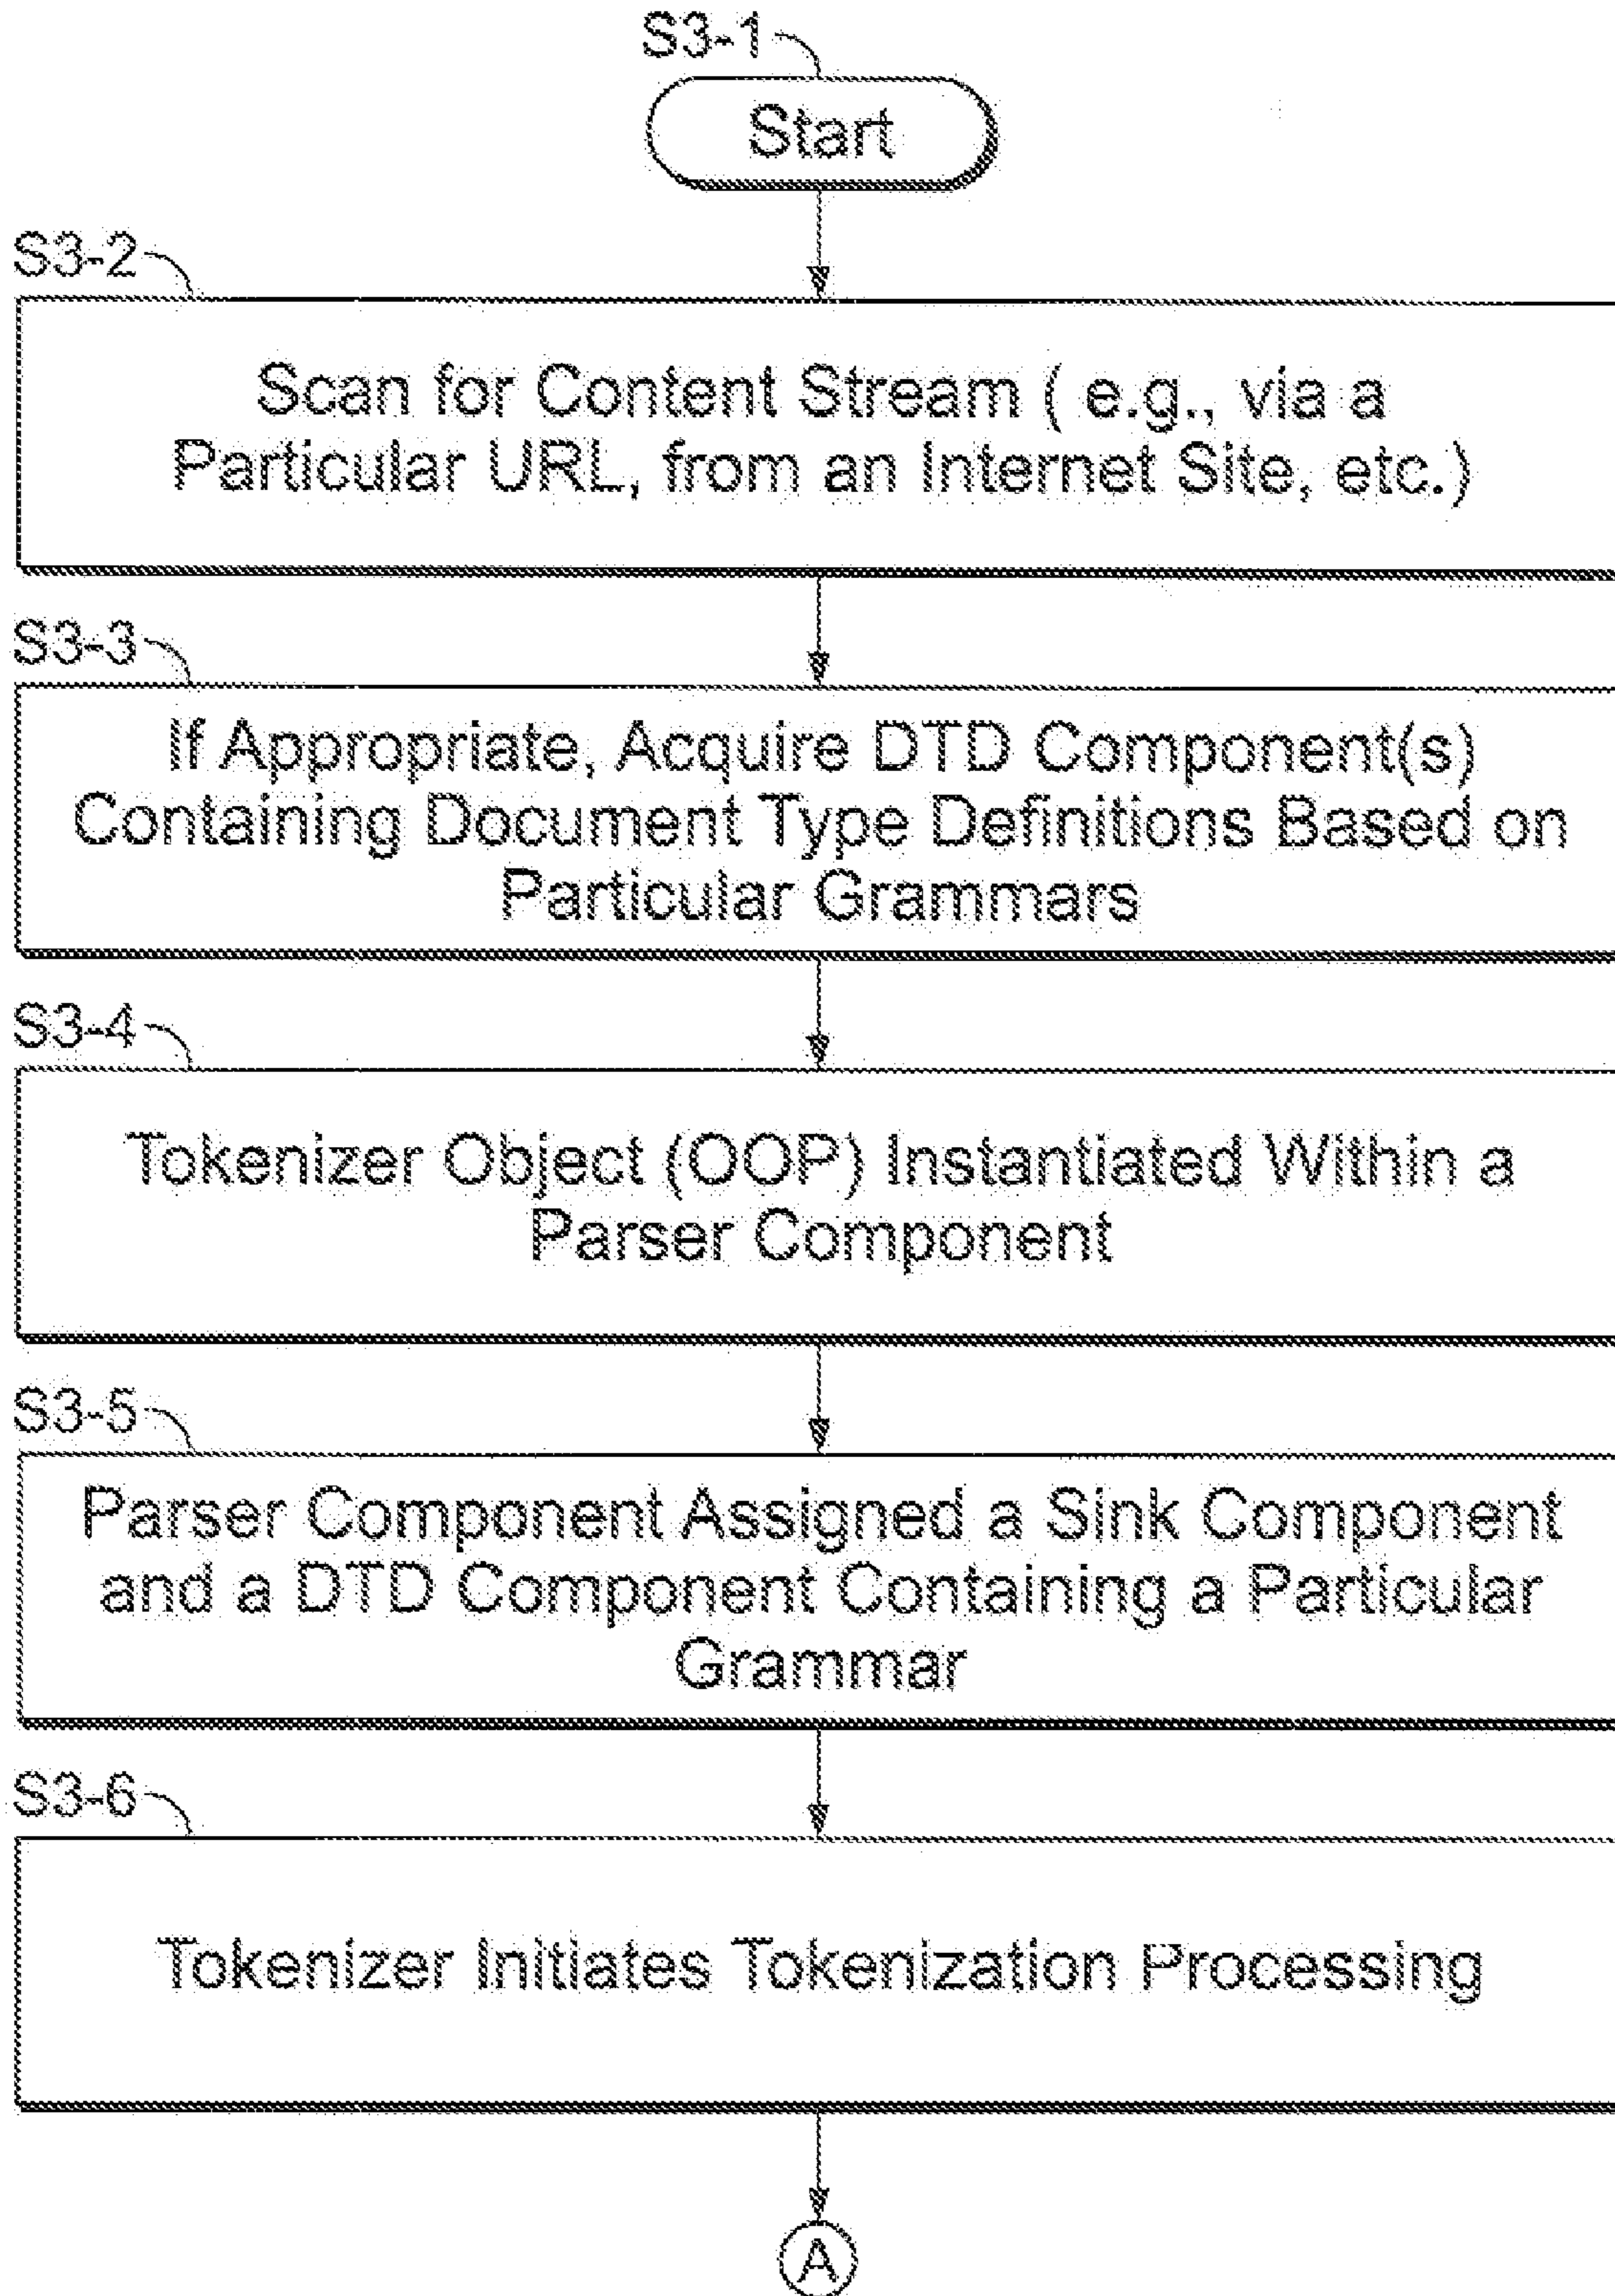 S3-1
Start
S3-2
Scan for Content Stream ( e.g., via a
Particular URL, from an Internet Site, etc.)
S3-3
If Appropriate, Acquire DTD Component(s)
Containing Document Type Definitions Based on
Particular Grammars
S3-4
Tokenizer Object (OOP) Instantiated Within a
Parser Component
S3-5
Parser Component Assigned a Sink Component
and a DTD Component Containing a Particular
Grammar
S3-6
Tokenizer Initiates Tokenization Processing
A